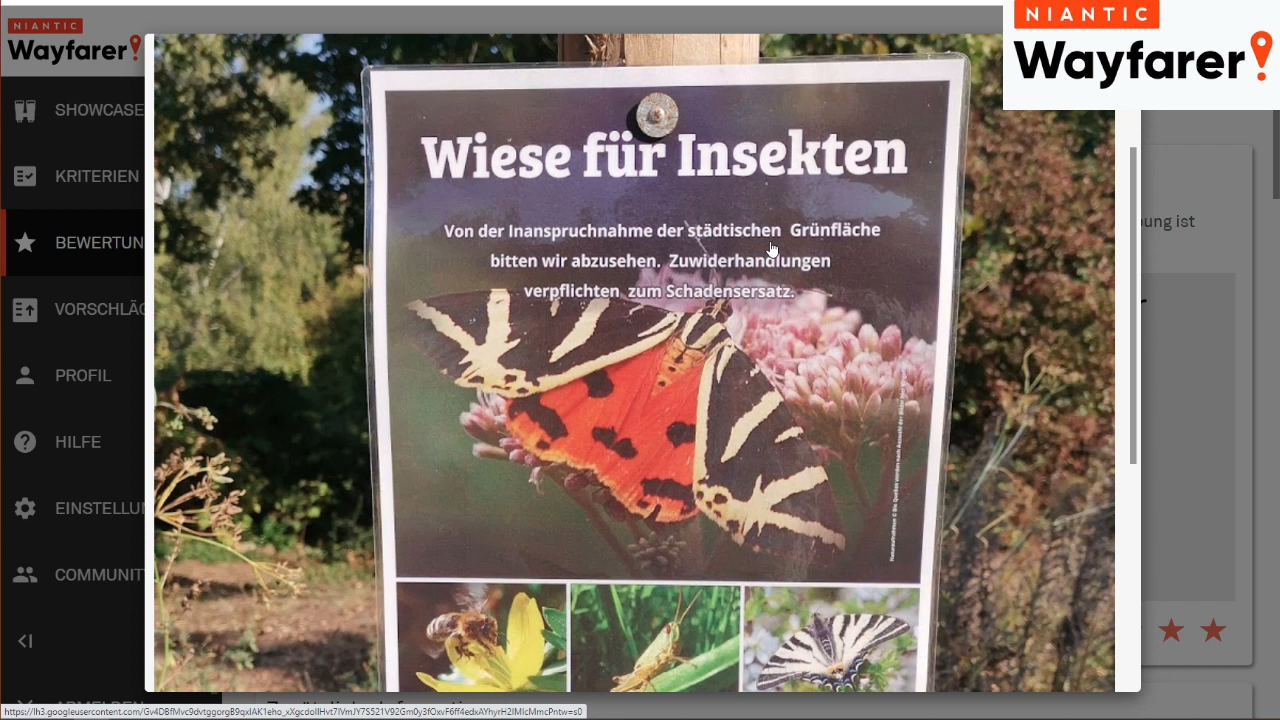 NIANTIC
Wayfarer!
NIANTIC
Wayfarer!
SHOWCASE
KRITERIEN
BEWERTUN
VORSCHLÄG
PROFIL
HILFE
EINSTELLU
COMMUNIT
Wiese für Insekten
Von der Inanspruchnahme der städtischen Grünfläche
bitten wir abzusehen. Zuwiderhandlungen
verpflichten zum Schadensersatz.
ung ist